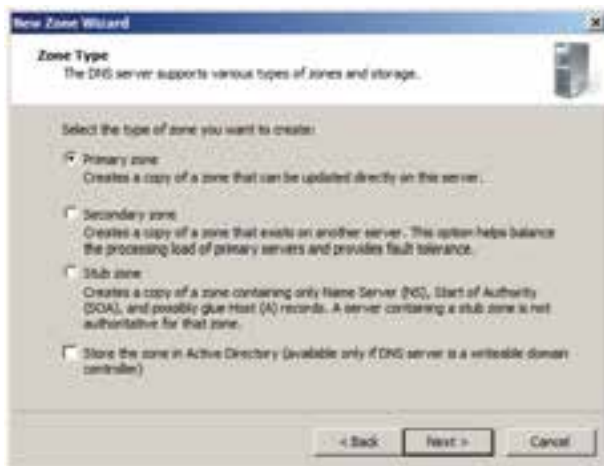 New Zone Wizard
Zone Type
The DNS server supports various types of zones and storage.
Select the type of zone you want to create:
Primary zone
Creates a copy of a zone that can be updated directly on this server.
Secondary zone
Creates a copy of a zone that exists on another server. This option helps balance
the processing load of primary servers and provides fault tolerance.
Stub zone
Creates a copy of a zone containing only Name Server (NS), Start of Authority
(SOA), and possibly glue Host (A) records. A server containing a stub zone is not
authoritative for that zone.
Store the zone in Active Directory (available only if DNS server is a writeable domain
controller)
< Back
Next >
Cancel